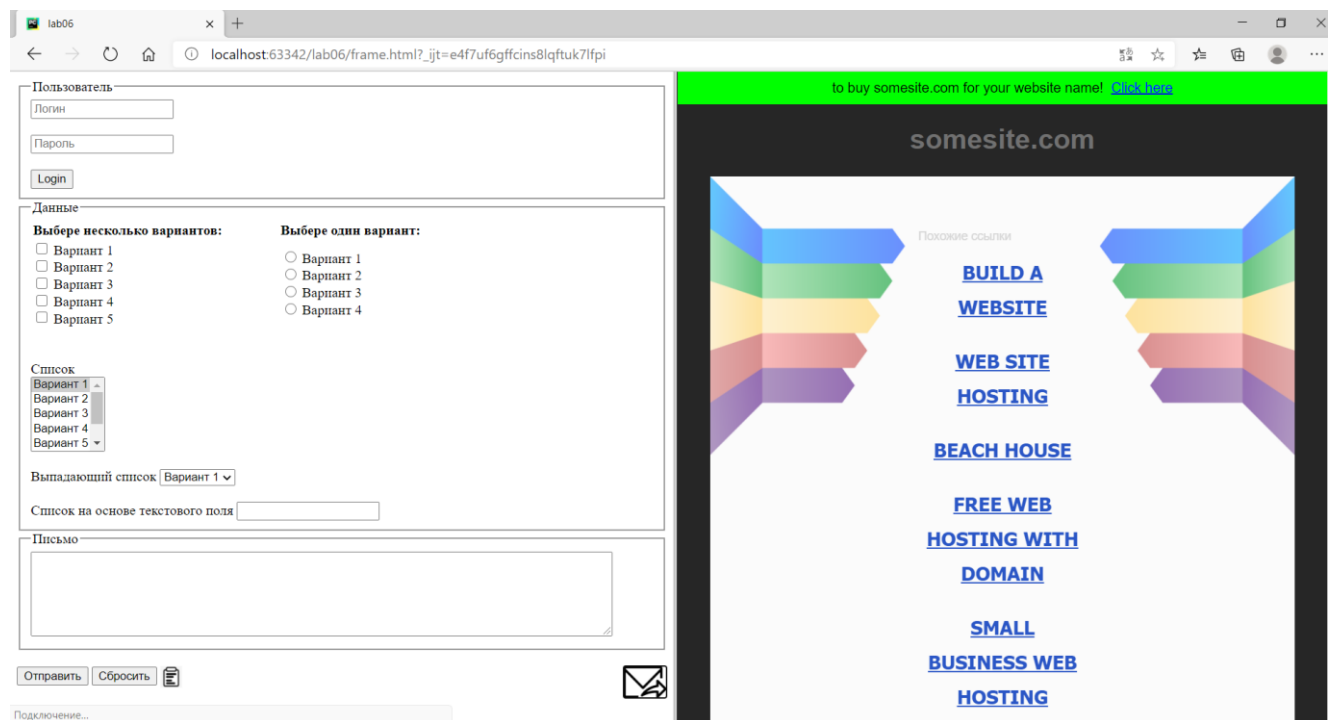 lab06
localhost:63342/lab06/frame.html?_ijt=e4f7uf6gffcins8lqftuk7lfpi
Пользователь
Логин
Пароль
Login
Данные
Выбере несколько вариантов:
Вариант 1
Вариант 2
Вариант 3
Вариант 4
Вариант 5
Выбере один вариант:
Вариант 1
Вариант 2
Вариант 3
Вариант 4
Список
Вариант 1
Вариант 2
Вариант 3
Вариант 4
Вариант 5
Выпадающий список Вариант 1
Список на основе текстового поля
Письмо
Отправить Сбросить
Подключение...
to buy somesite.com for your website name! Click here
somesite.com
Похожие ссылки
BUILD A
WEBSITE
WEB SITE
HOSTING
BEACH HOUSE
FREE WEB
HOSTING WITH
DOMAIN
SMALL
BUSINESS WEB
HOSTING